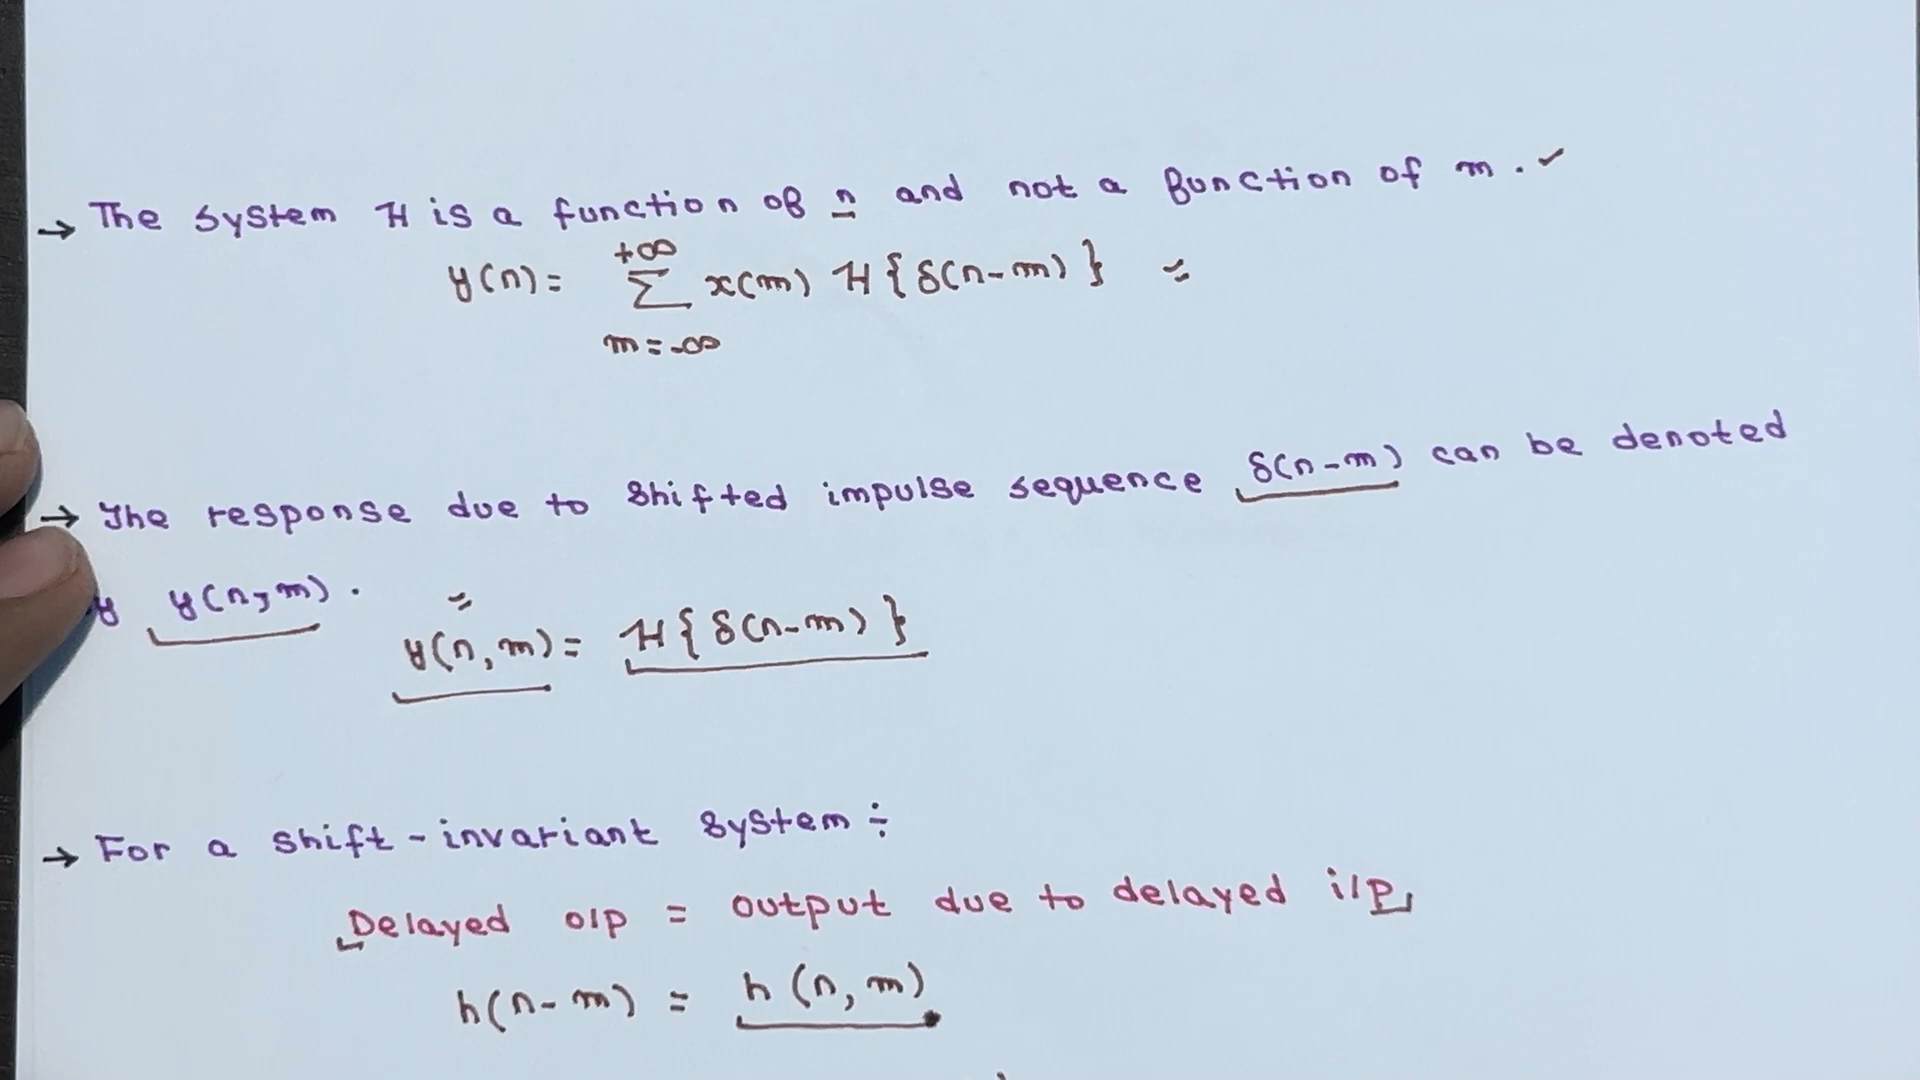 → The system H is a function of n and not a function of m.
+∞
y(n) = Σ x(m) H{δ(n-m)}
m=-∞
→ The response due to shifted impulse sequence δ(n-m) can be denoted
y(n,m).
y(n,m) = H{δ(n-m)}
→ For a shift-invariant system ÷
Delayed o/p = output due to delayed i/p
h(n-m) = h(n,m)